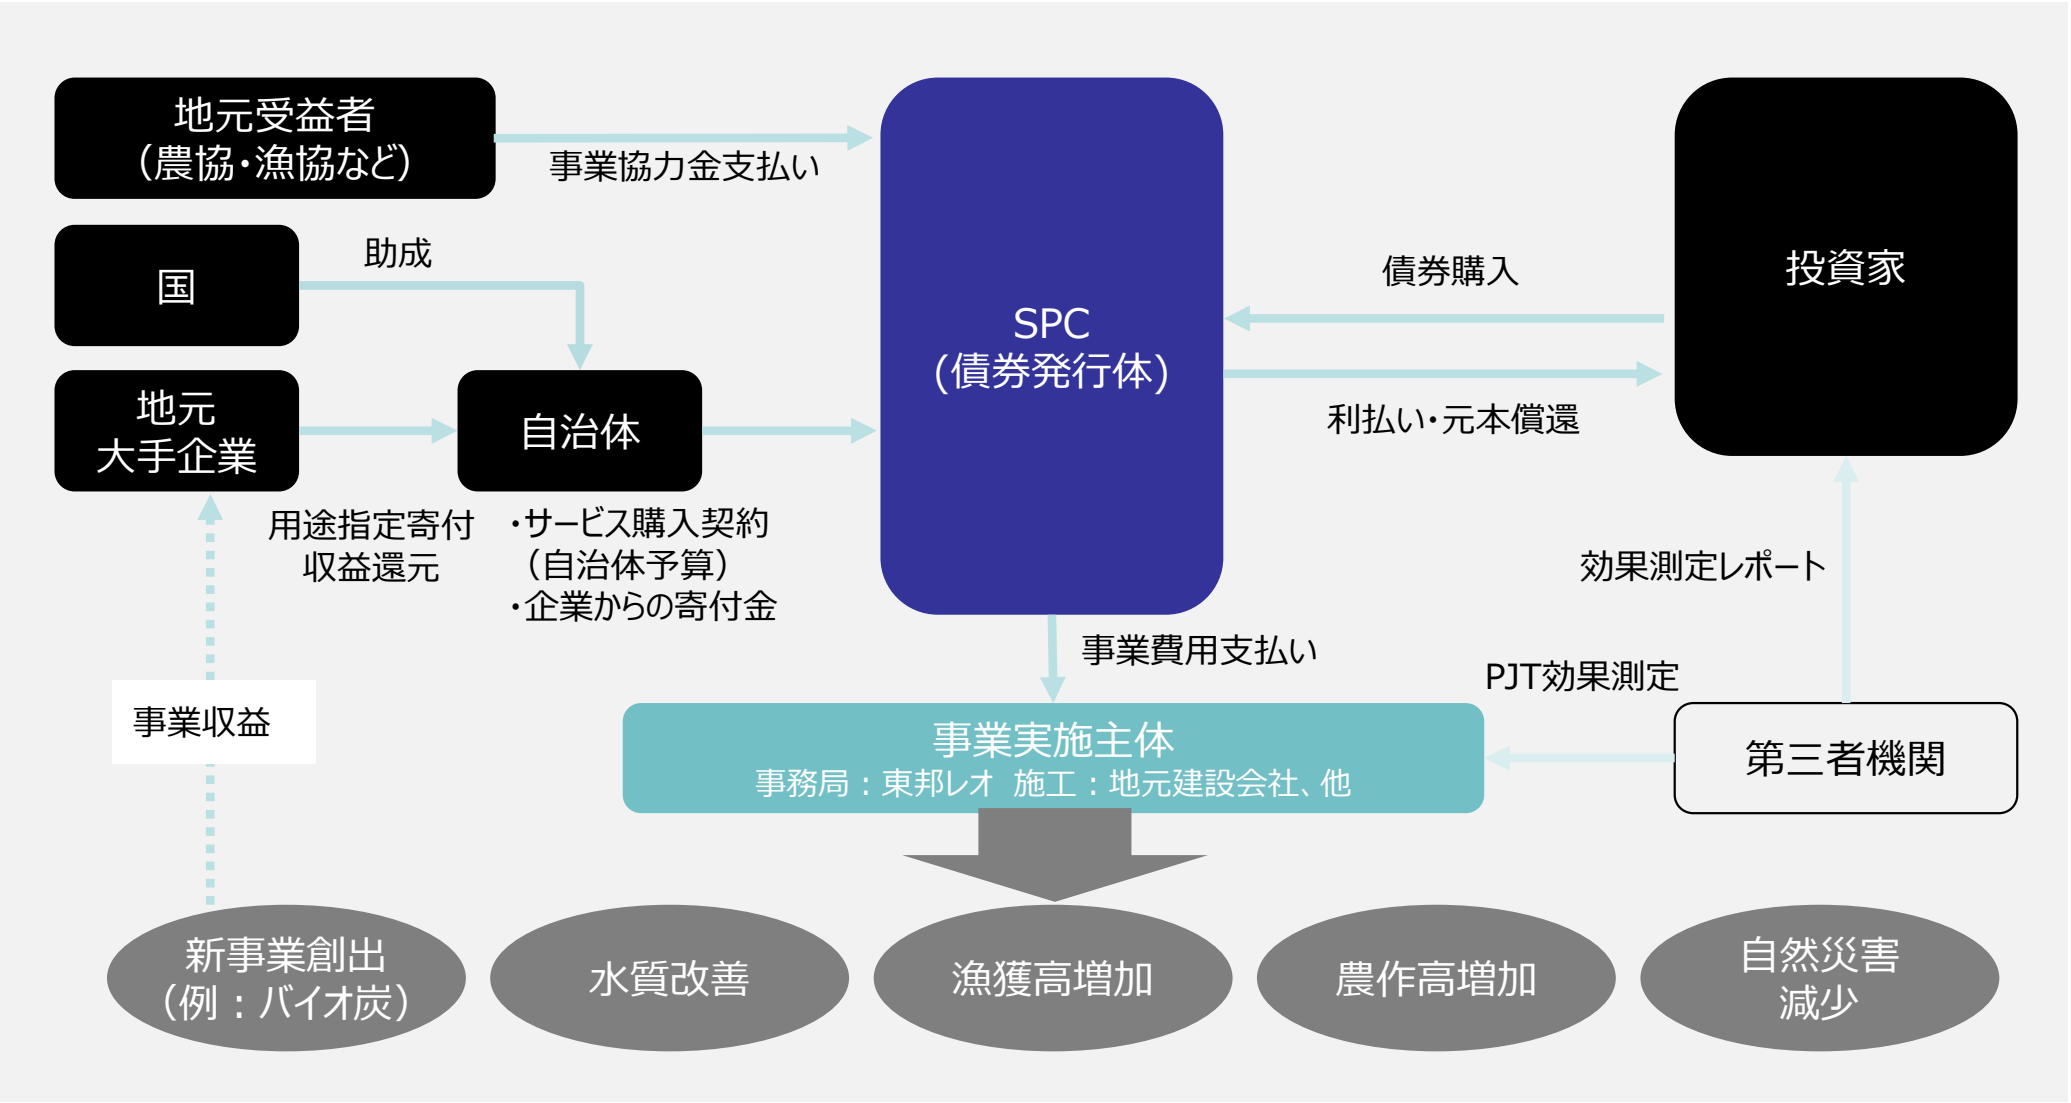 地元受益者
（農協・漁協など）
事業協力金支払い
国
助成
地元
大手企業
自治体
用途指定寄付
収益還元
・サービス購入契約
（自治体予算）
・企業からの寄付金
SPC
(債券発行体)
債券購入
利払い・元本償還
投資家
効果測定レポート
事業費用支払い
PJT効果測定
事業収益
事業実施主体
事務局：東邦レオ 施工：地元建設会社、他
第三者機関
新事業創出
（例：バイオ炭）
水質改善
漁獲高増加
農作高増加
自然災害
減少